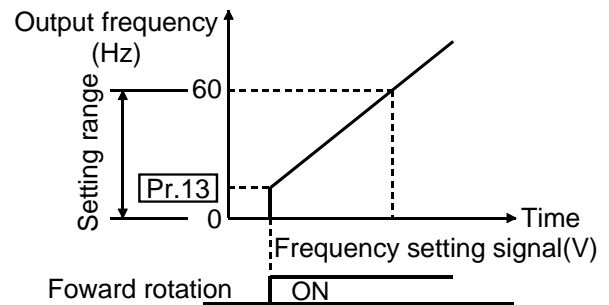 Output frequency
(Hz)
Setting range
60
Pr.13
0
Time
Frequency setting signal(V)
Foward rotation
ON